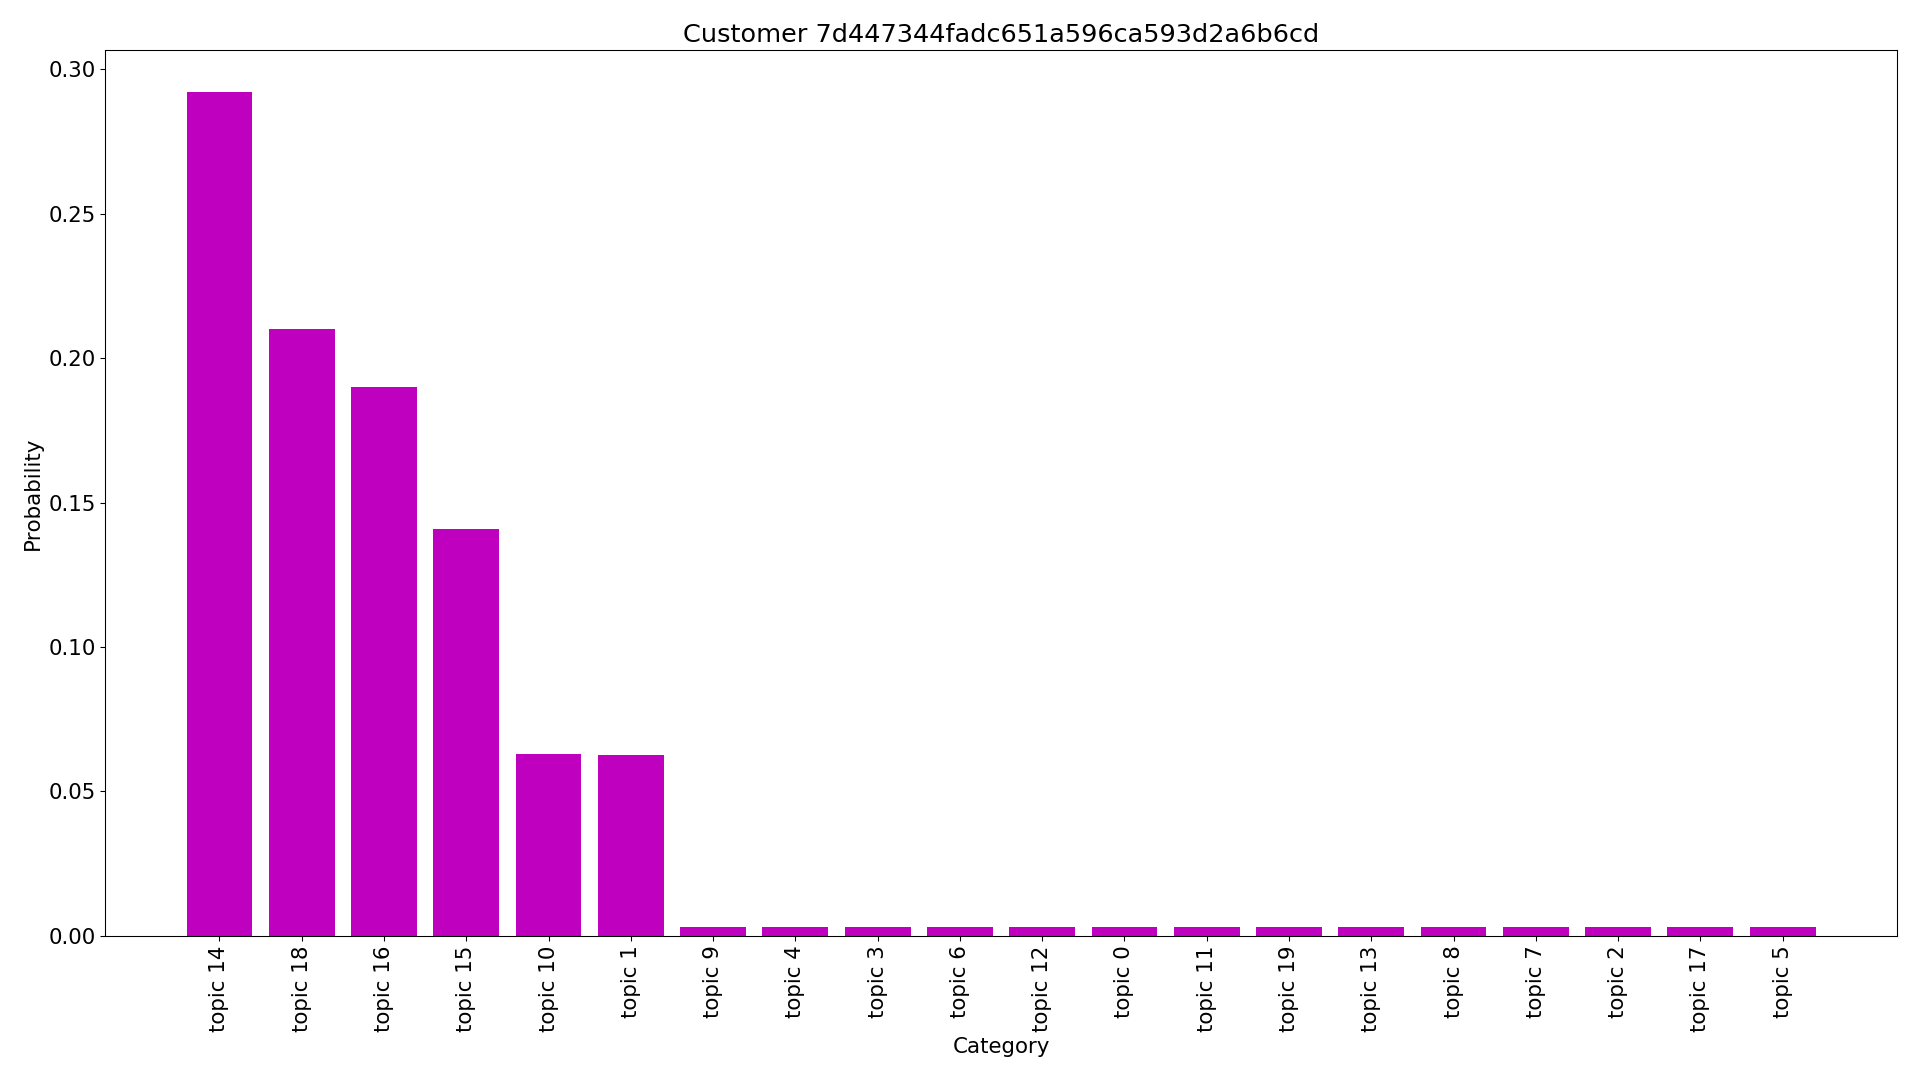 Customer 7d447344fadc651a596ca593d2a6b6cd
0.30
0.25
0.20
0.15
0.10
0.05
0.00
Probability
topic 14
topic 18
topic 16
topic 15
topic 10
topic 1
topic 9
topic 4
topic 3
topic 6
topic 12
topic 0
topic 11
topic 19
topic 13
topic 8
topic 7
topic 2
topic 17
topic 5
Category